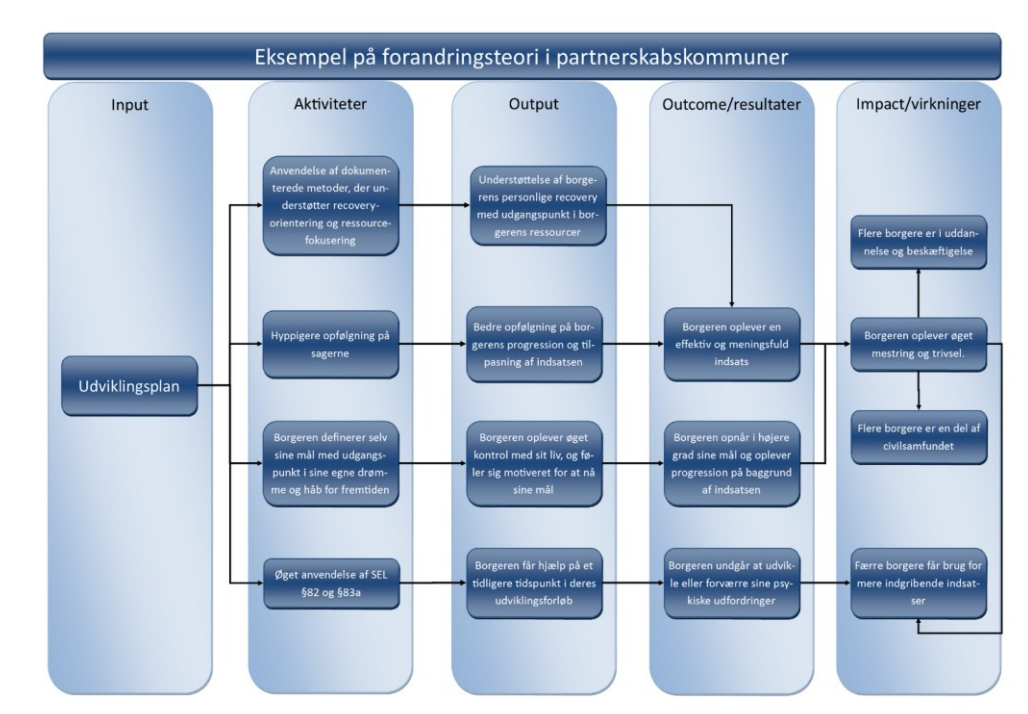 Eksempel på forandringsteori i partnerskabskommuner
Input
Aktiviteter
Output
Outcome/resultater
Impact/virkninger
Udviklingsplan
Anvendelse af dokumen-
terede metoder, der un-
derstøtter recovery-
orientering og ressource-
fokusering
Hyppigere opfølgning på
sagerne
Borgeren definerer selv
sine mål med udgangs-
punkt i sine egne drøm-
me og håb for fremtiden
Øget anvendelse af SEL
§82 og §83a
Understøttelse af borge-
rens personlige recovery
med udgangspunkt i bor-
gerens ressourcer
Bedre opfølgning på bor-
gerens progression og til-
pasning af indsatsen
Borgeren oplever øget
kontrol med sit liv, og fø-
ler sig motiveret for at nå
sine mål
Borgeren får hjælp på et
tidligere tidspunkt i deres
udviklingsforløb
Borgeren oplever en
effektiv og meningsfuld
indsats
Borgeren opnår i højere
grad sine mål og oplever
progression på baggrund
af indsatsen
Borgeren undgår at udvik-
le eller forværre sine psy-
kiske udfordringer
Flere borgere er i uddan-
nelse og beskæftigelse
Borgeren oplever øget
mestring og trivsel.
Flere borgere er en del af
civilsamfundet
Færre borgere får brug for
mere indgribende indsat-
ser